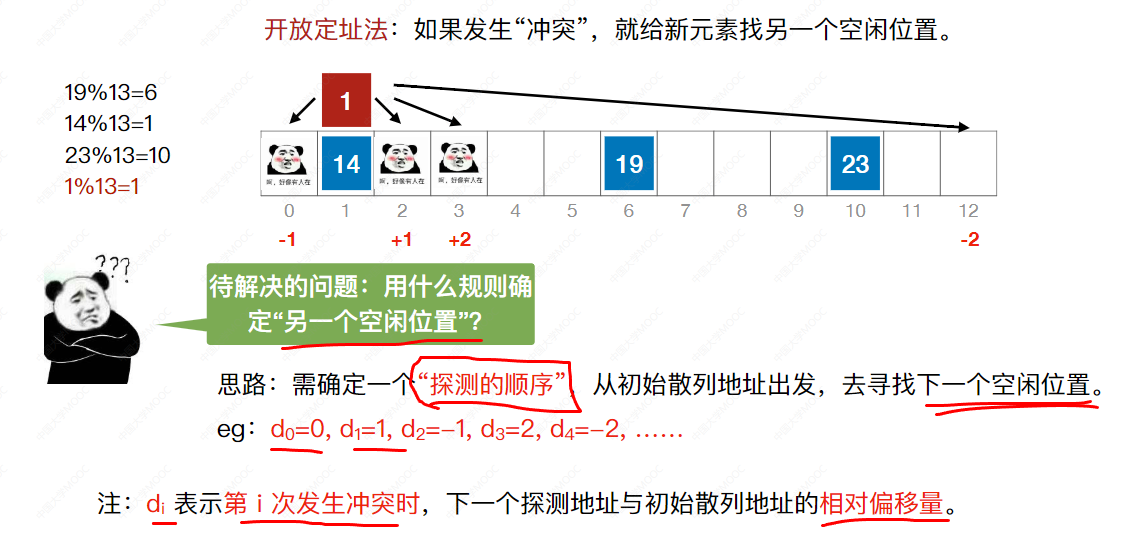 开放定址法：如果发生“冲突”，就给新元素找另一个空闲位置。
19%13=6
14%13=1
23%13=10
1%13=1
1
14
19
23
啊，好像有人在
啊，好像有人在
啊，好像有人在
0 1 2 3 4 5 6 7 8 9 10 11 12
-1 +1 +2 -2
???
待解决的问题：用什么规则确
定“另一个空闲位置”？
思路：需确定一个“探测的顺序”，从初始散列地址出发，去寻找下一个空闲位置。
eg：d₀=0, d₁=1, d₂=–1, d₃=2, d₄=–2, ……
注：dᵢ 表示第 i 次发生冲突时，下一个探测地址与初始散列地址的相对偏移量。